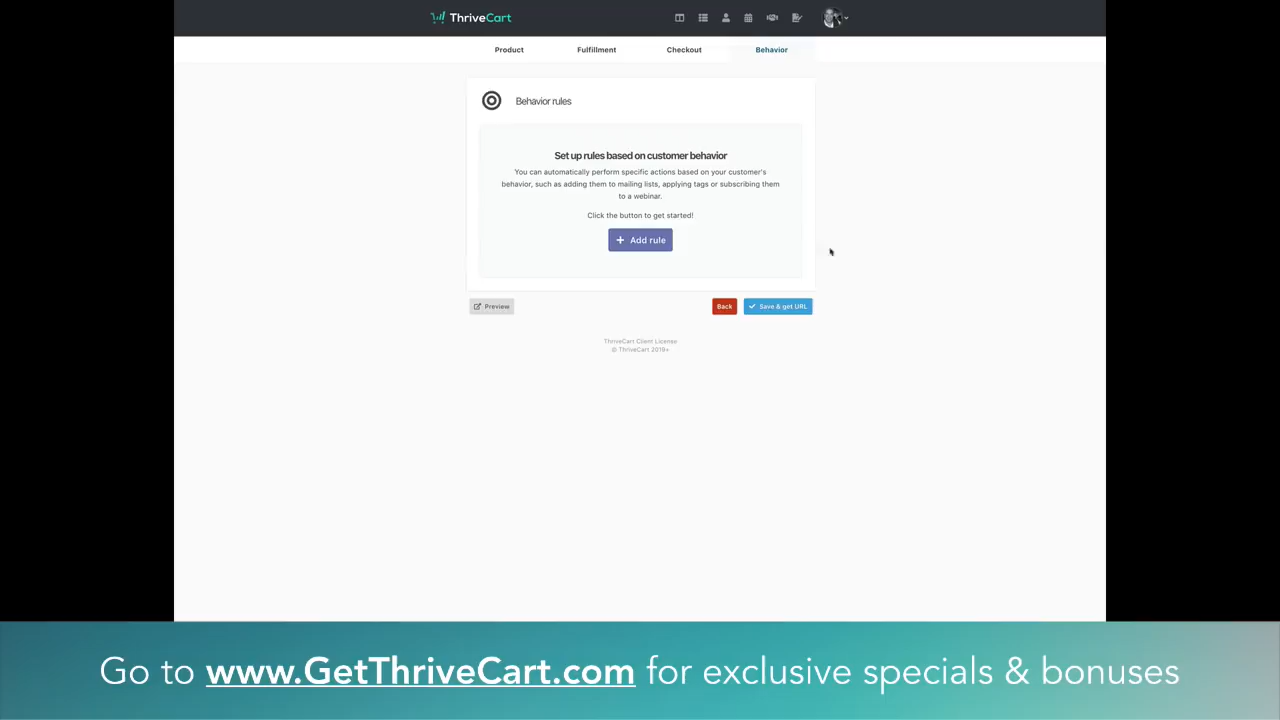 ThriveCart
Product Fulfillment Checkout Behavior
Behavior rules
Set up rules based on customer behavior
You can automatically perform specific actions based on your customer's
behavior, such as adding them to mailing lists, applying tags or subscribing them
to a webinar.
Click the button to get started!
+ Add rule
Preview Back Save & get URL
ThriveCart Client License
© ThriveCart 2019+
Go to www.GetThriveCart.com for exclusive specials & bonuses